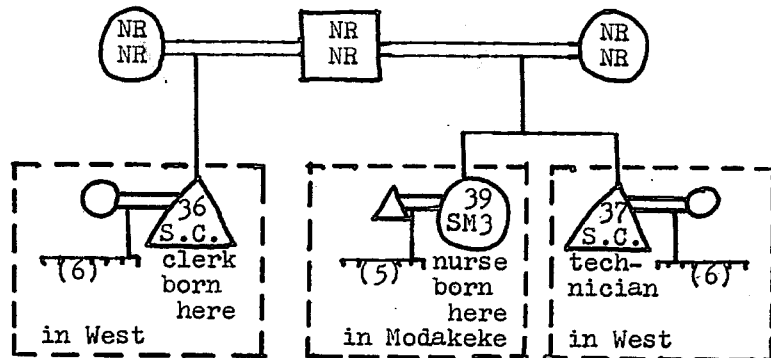 NR
NR
NR
NR
NR
NR
36
S.C.
(6)
clerk
born
here
in West
39
SM3
(5)
nurse
born
here
in Modakeke
37
S.C.
tech-
nician
(6)
in West